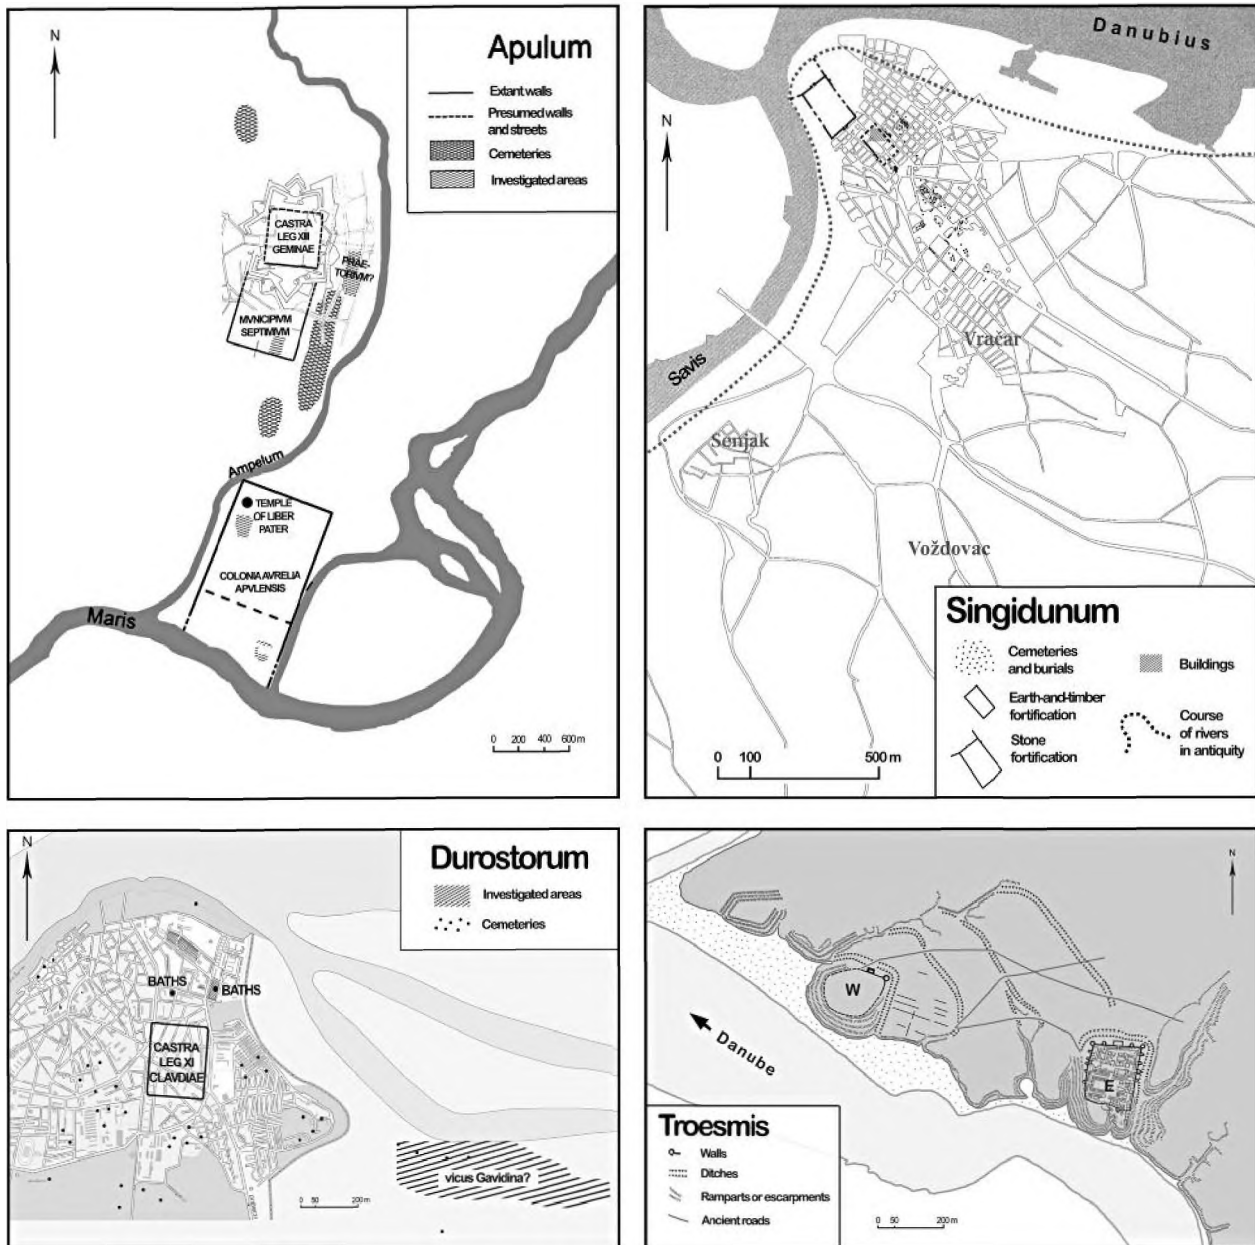 N
Apulum
Extant walls
Presumed walls
and streets
Cemeteries
Investigated areas
CASTRA
LEG XIII
GEMINAE
PRAE-
TORIVM?
MVNICIPIVM
SEPTIMIVM
Ampelum
TEMPLE
OF LIBER
PATER
COLONIA AVRELIA
APVLENSIS
Maris
0 200 400 600 m
Danubius
N
Savis
Vračar
Senjak
Voždovac
Singidunum
Cemeteries
and burials
Buildings
Earth-and-timber
fortification
Stone
fortification
Course
of rivers
in antiquity
0 100 500 m
N
Durostorum
Investigated areas
Cemeteries
BATHS
BATHS
CASTRA
LEG XI
CLAVDIAE
vicus Gavidina?
0 50 200 m
N
W
E
Danube
Troesmis
Walls
Ditches
Ramparts or escarpments
Ancient roads
0 50 200 m